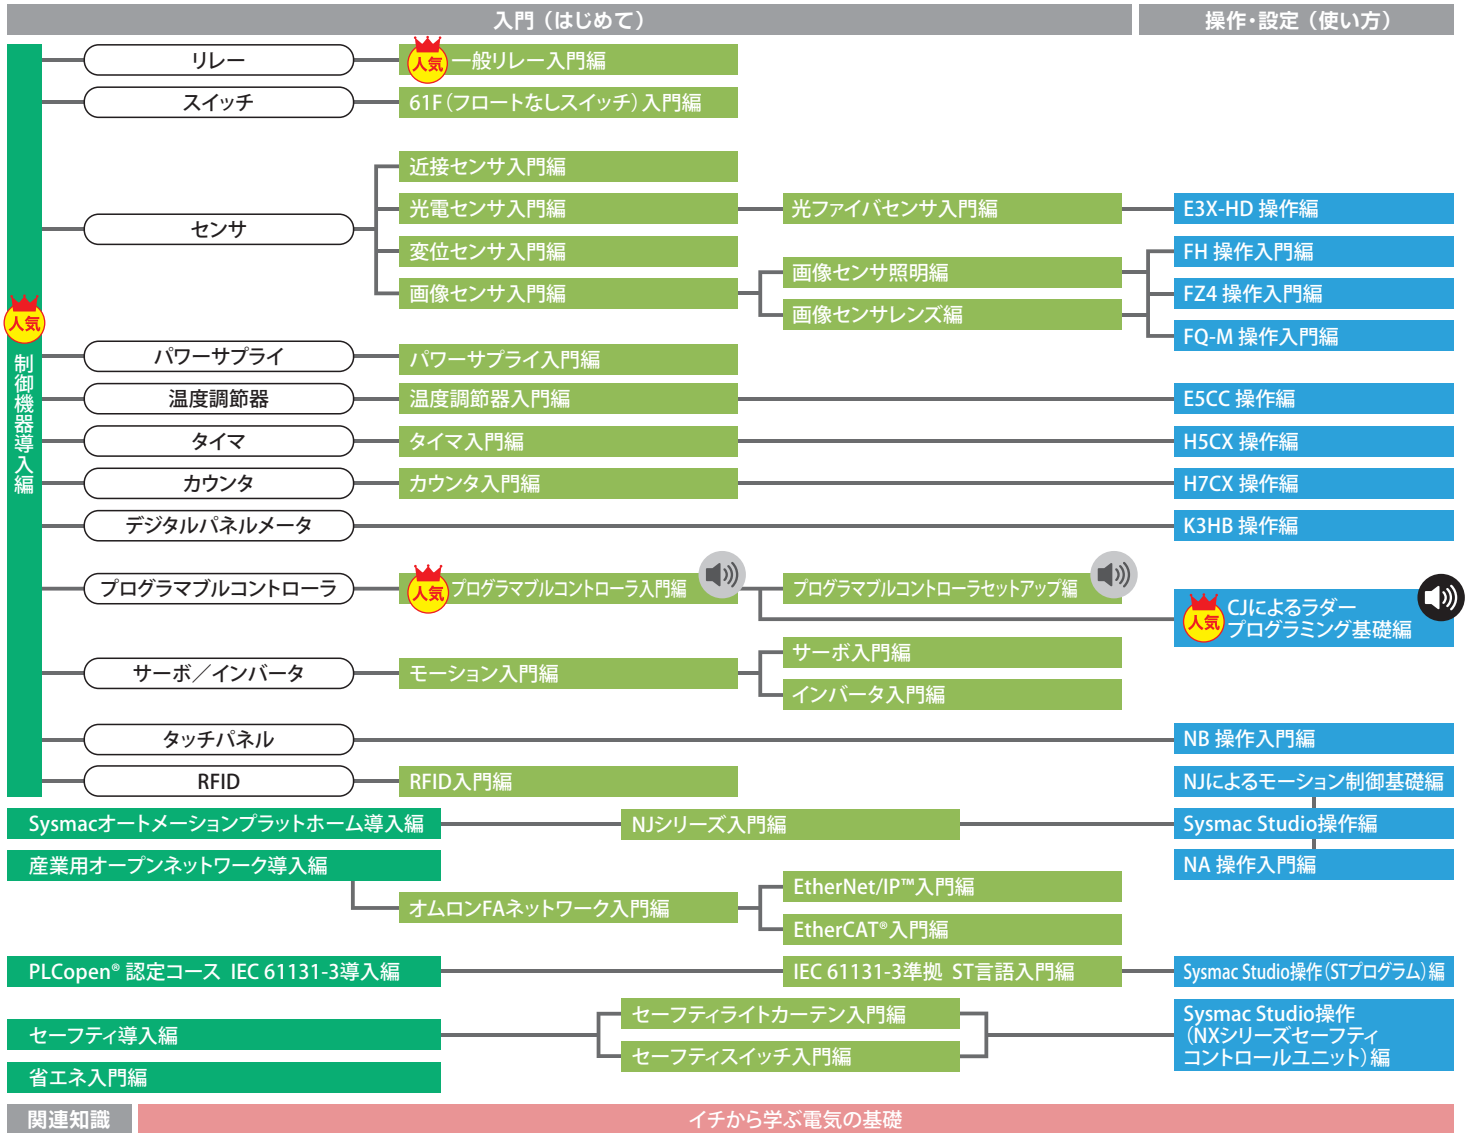 入門（はじめて）
操作・設定（使い方）
人気
制御機器導入編
リレー
人気
一般リレー入門編
スイッチ
61F（フロートなしスイッチ）入門編
センサ
近接センサ入門編
光電センサ入門編
光ファイバセンサ入門編
E3X-HD 操作編
変位センサ入門編
画像センサ入門編
画像センサ照明編
画像センサレンズ編
FH 操作入門編
FZ4 操作入門編
FQ-M 操作入門編
パワーサプライ
パワーサプライ入門編
温度調節器
温度調節器入門編
E5CC 操作編
タイマ
タイマ入門編
H5CX 操作編
カウンタ
カウンタ入門編
H7CX 操作編
デジタルパネルメータ
K3HB 操作編
プログラマブルコントローラ
人気
プログラマブルコントローラ入門編
プログラマブルコントローラセットアップ編
人気
CJによるラダー
プログラミング基礎編
サーボ／インバータ
モーション入門編
サーボ入門編
インバータ入門編
タッチパネル
NB 操作入門編
RFID
RFID入門編
NJによるモーション制御基礎編
Sysmacオートメーションプラットホーム導入編
NJシリーズ入門編
Sysmac Studio操作編
NA 操作入門編
産業用オープンネットワーク導入編
オムロンFAネットワーク入門編
EtherNet/IP™入門編
EtherCAT®入門編
PLCopen® 認定コース IEC 61131-3導入編
IEC 61131-3準拠 ST言語入門編
Sysmac Studio操作（STプログラム）編
セーフティ導入編
セーフティライトカーテン入門編
セーフティスイッチ入門編
Sysmac Studio操作
（NXシリーズセーフティ
コントロールユニット）編
省エネ入門編
関連知識
イチから学ぶ電気の基礎